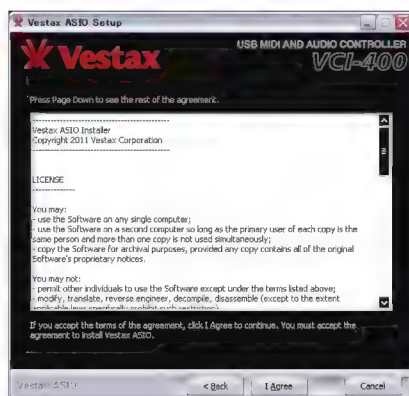 Vestax ASIO Setup
Vestax
USB MIDI AND AUDIO CONTROLLER
VCI-400
Press Page Down to see the rest of the agreement.
---------------------------------------------
Vestax ASIO Installer
Copyright 2011 Vestax Corporation
---------------------------------------------
LICENSE
--------------
You may:
- use the Software on any single computer;
- use the Software on a second computer so long as the primary user of each copy is the
same person and more than one copy is not used simultaneously;
- copy the Software for archival purposes, provided any copy contains all of the original
Software's proprietary notices.
You may not:
- permit other individuals to use the Software except under the terms listed above;
- modify, translate, reverse engineer, decompile, disassemble (except to the extent
applicable laws specifically prohibit such restriction)
If you accept the terms of the agreement, click I Agree to continue. You must accept the
agreement to install Vestax ASIO.
Vestax ASIO
< Back
I Agree
Cancel